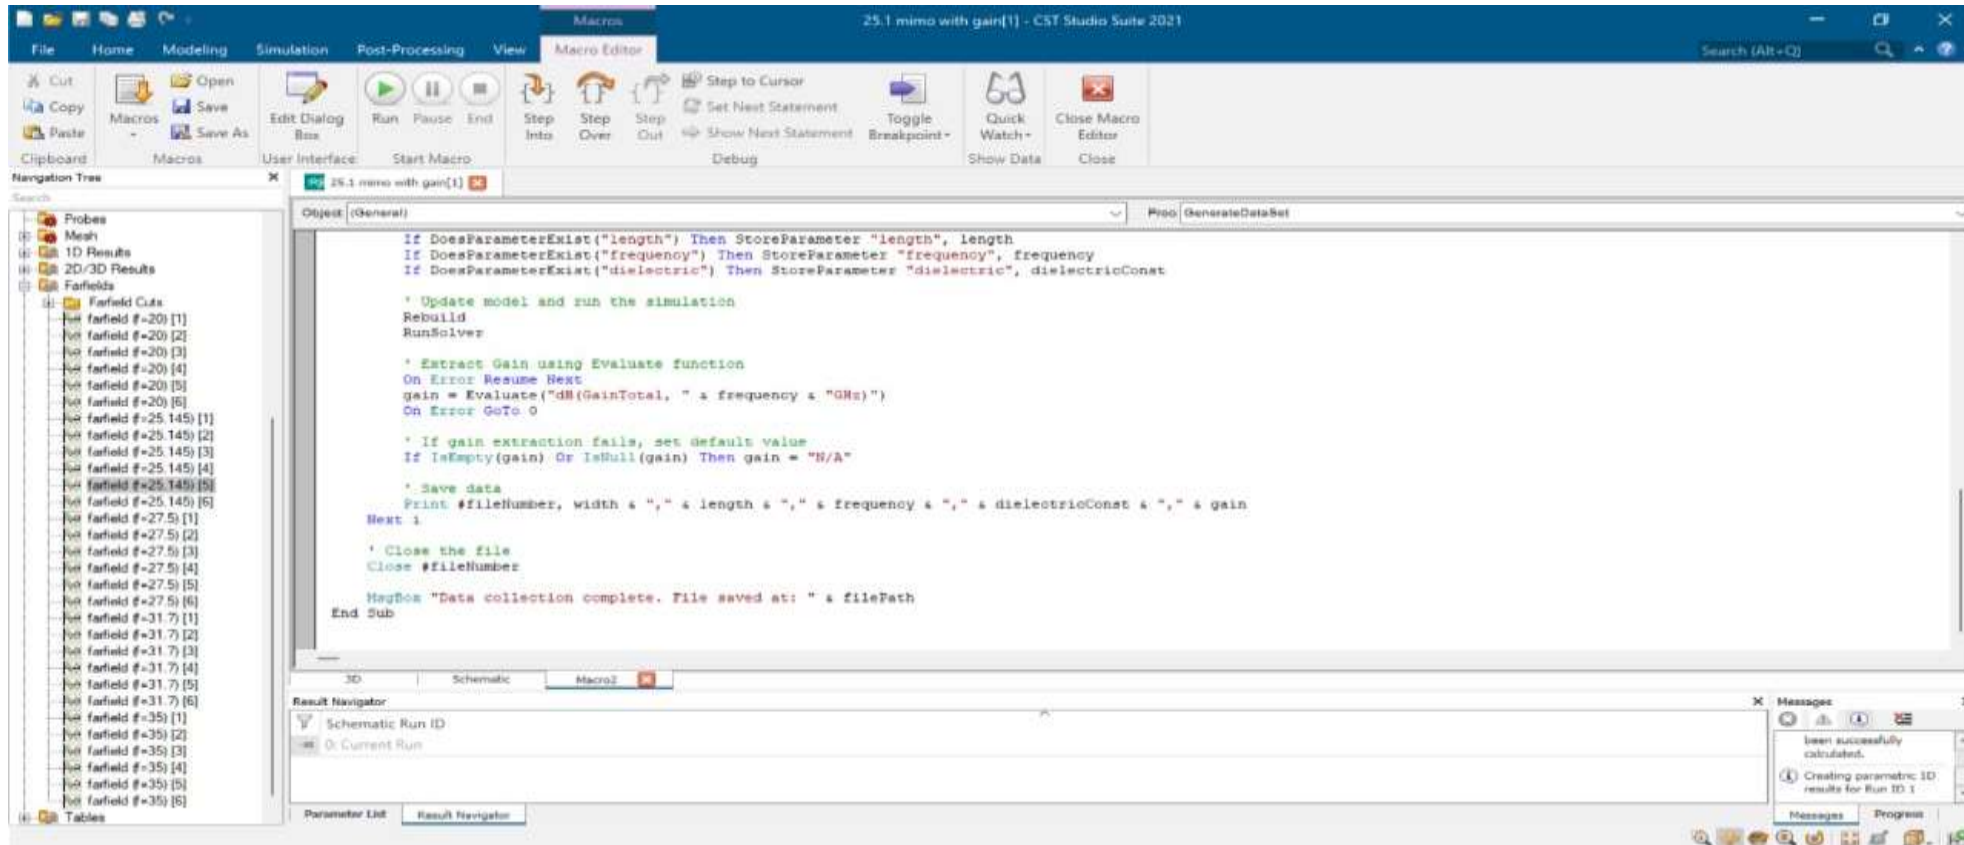 Macros
25.1 mimo with gain[1] - CST Studio Suite 2021
File Home Modeling Simulation Post-Processing View Macro Editor
Search (Alt+Q)
Cut
Copy
Paste
Clipboard
Macros
Open
Save
Save As
Macros
Edit Dialog
Box
User Interface
Run Pause End
Start Macro
Step
Into
Step
Over
Step
Out
Step to Cursor
Set Next Statement
Show Next Statement
Toggle
Breakpoint
Debug
Quick
Watch
Show Data
Close Macro
Editor
Close
Navigation Tree
Search
Probes
Mesh
1D Results
2D/3D Results
Farfields
Farfield Cuts
farfield (f=20) [1]
farfield (f=20) [2]
farfield (f=20) [3]
farfield (f=20) [4]
farfield (f=20) [5]
farfield (f=20) [6]
farfield (f=25.145) [1]
farfield (f=25.145) [2]
farfield (f=25.145) [3]
farfield (f=25.145) [4]
farfield (f=25.145) [5]
farfield (f=25.145) [6]
farfield (f=27.5) [1]
farfield (f=27.5) [2]
farfield (f=27.5) [3]
farfield (f=27.5) [4]
farfield (f=27.5) [5]
farfield (f=27.5) [6]
farfield (f=31.7) [1]
farfield (f=31.7) [2]
farfield (f=31.7) [3]
farfield (f=31.7) [4]
farfield (f=31.7) [5]
farfield (f=31.7) [6]
farfield (f=35) [1]
farfield (f=35) [2]
farfield (f=35) [3]
farfield (f=35) [4]
farfield (f=35) [5]
farfield (f=35) [6]
Tables
25.1 mimo with gain[1]
Object (General) Proc GenerateDataSet
If DoesParameterExist("length") Then StoreParameter "length", length
If DoesParameterExist("frequency") Then StoreParameter "frequency", frequency
If DoesParameterExist("dielectric") Then StoreParameter "dielectric", dielectricConst
' Update model and run the simulation
Rebuild
RunSolver
' Extract Gain using Evaluate function
On Error Resume Next
gain = Evaluate("dB(GainTotal, " & frequency & "GHz)")
On Error GoTo 0
' If gain extraction fails, set default value
If IsEmpty(gain) Or IsNull(gain) Then gain = "N/A"
' Save data
Print #fileNumber, width & "," & length & "," & frequency & "," & dielectricConst & "," & gain
Next i
' Close the file
Close #fileNumber
MsgBox "Data collection complete. File saved at: " & filePath
End Sub
3D Schematic Macro2
Result Navigator
Schematic Run ID
0: Current Run
Parameter List Result Navigator
Messages
been successfully
calculated.
Creating parametric 1D
results for Run ID 1
Messages Progress